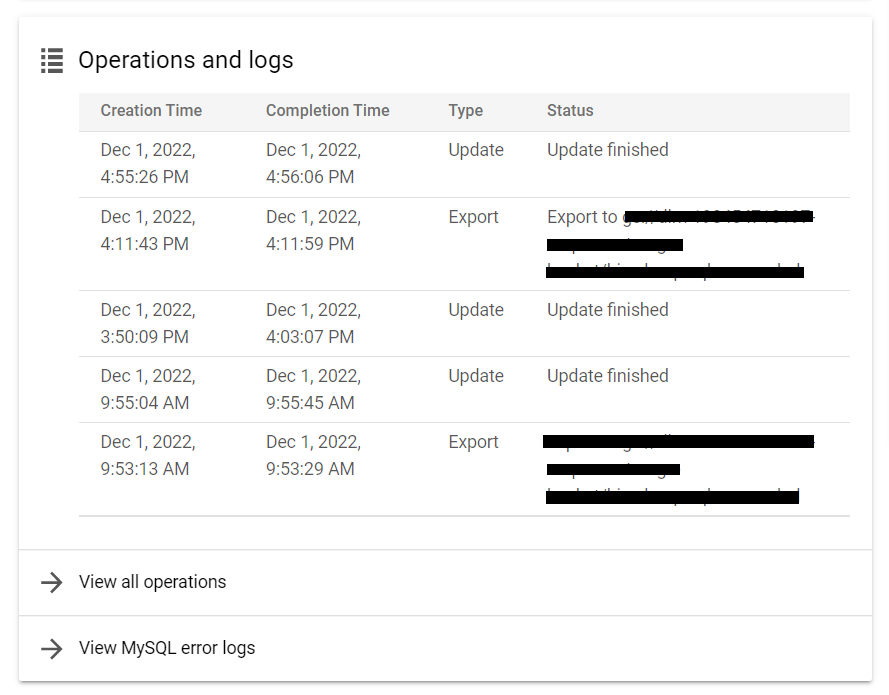 Operations and logs
Creation Time Completion Time Type Status
Dec 1, 2022, Dec 1, 2022, Update Update finished
4:55:26 PM 4:56:06 PM
Dec 1, 2022, Dec 1, 2022, Export Export to
4:11:43 PM 4:11:59 PM
Dec 1, 2022, Dec 1, 2022, Update Update finished
3:50:09 PM 4:03:07 PM
Dec 1, 2022, Dec 1, 2022, Update Update finished
9:55:04 AM 9:55:45 AM
Dec 1, 2022, Dec 1, 2022, Export
9:53:13 AM 9:53:29 AM
View all operations
View MySQL error logs